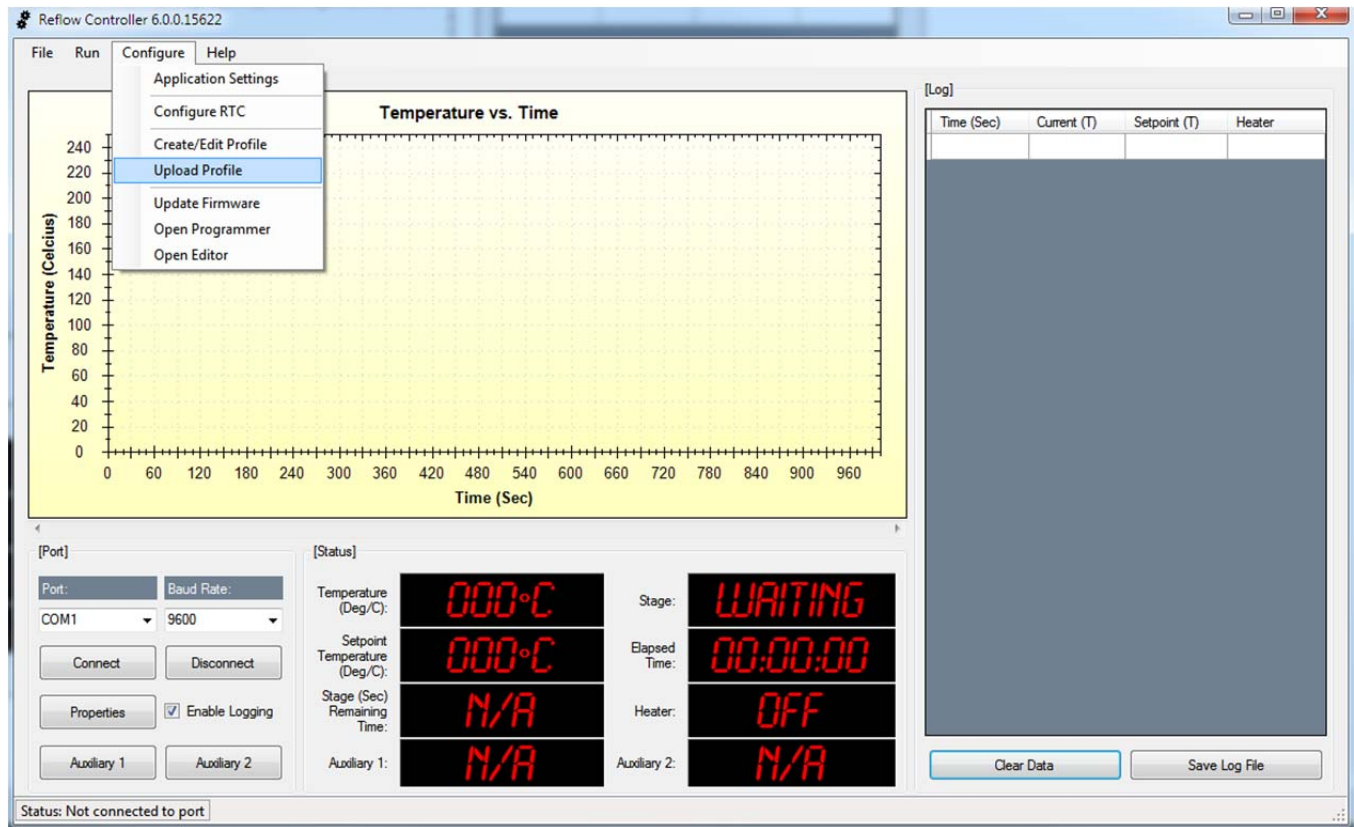 Reflow Controller 6.0.0.15622
File Run Configure Help
Application Settings
Configure RTC
Create/Edit Profile
Upload Profile
Update Firmware
Open Programmer
Open Editor
Temperature vs. Time
240
220
200
180
160
140
120
100
80
60
40
20
0
Temperature (Celcius)
0 60 120 180 240 300 360 420 480 540 600 660 720 780 840 900 960
Time (Sec)
[Log]
Time (Sec) Current (T) Setpoint (T) Heater
[Port]
Port: Baud Rate:
COM1 9600
Connect Disconnect
Properties Enable Logging
Auxiliary 1 Auxiliary 2
[Status]
Temperature
(Deg/C):
000°C
Stage:
WAITING
Setpoint
Temperature
(Deg/C):
000°C
Elapsed
Time:
00:00:00
Stage (Sec)
Remaining
Time:
N/A
Heater:
OFF
Auxiliary 1:
N/A
Auxiliary 2:
N/A
Clear Data Save Log File
Status: Not connected to port